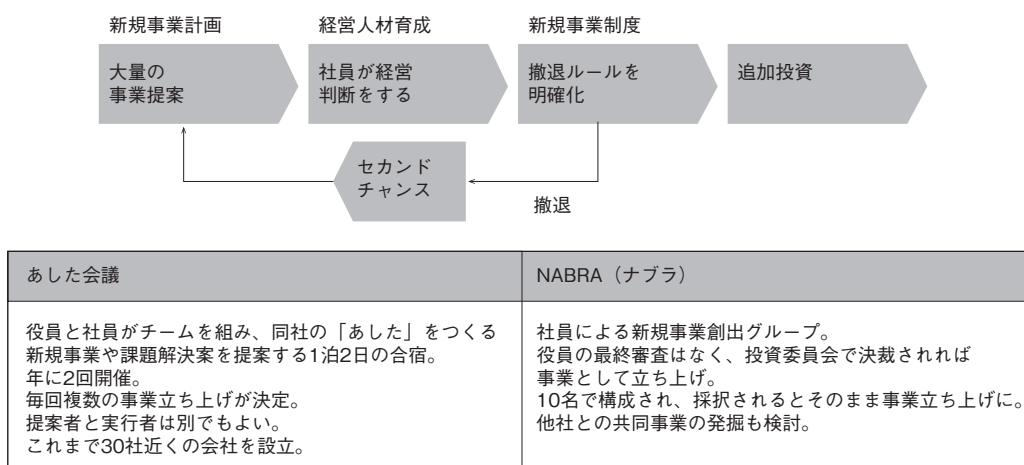 新規事業計画
経営人材育成
新規事業制度
大量の
事業提案
社員が経営
判断をする
撤退ルールを
明確化
追加投資
セカンド
チャンス
撤退
あした会議
役員と社員がチームを組み、同社の「あした」をつくる
新規事業や課題解決案を提案する1泊2日の合宿。
年に2回開催。
毎回複数の事業立ち上げが決定。
提案者と実行者は別でもよい。
これまで30社近くの会社を設立。
NABRA（ナブラ）
社員による新規事業創出グループ。
役員の最終審査はなく、投資委員会で決裁されれば
事業として立ち上げ。
10名で構成され、採択されるとそのまま事業立ち上げに。
他社との共同事業の発掘も検討。